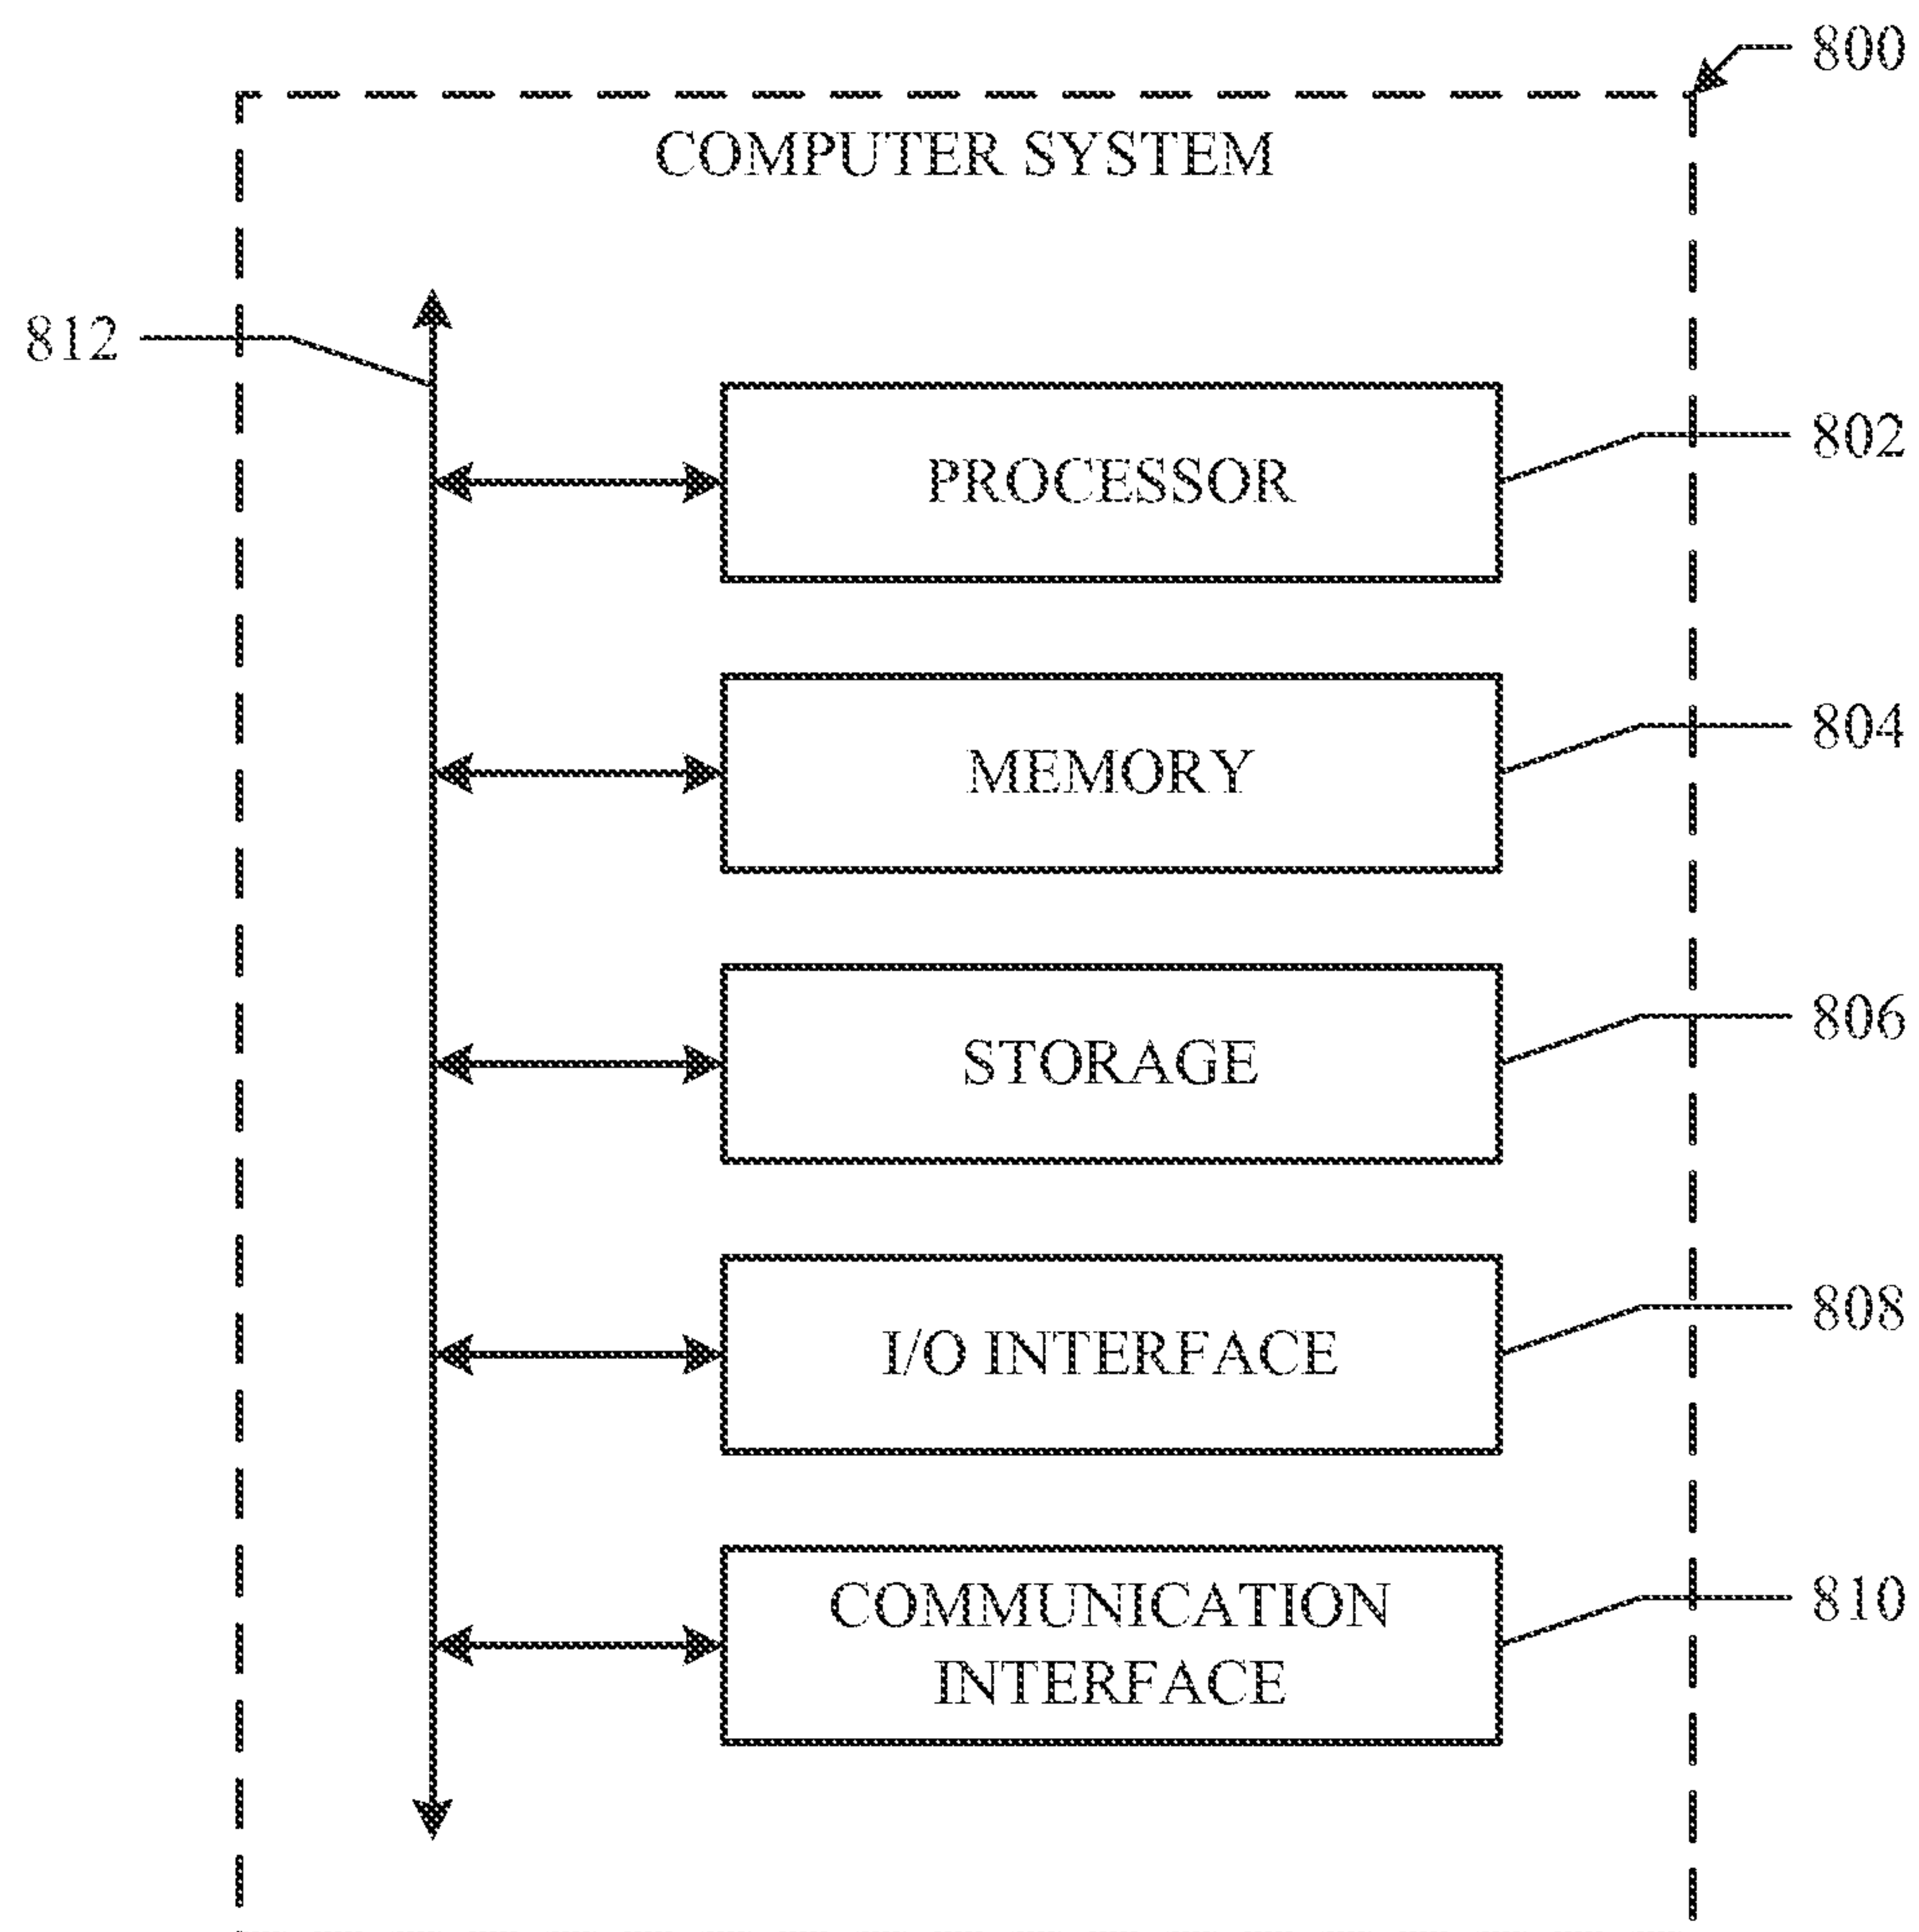 800
COMPUTER SYSTEM
812
802
PROCESSOR
804
MEMORY
806
STORAGE
808
I/O INTERFACE
810
COMMUNICATION
INTERFACE